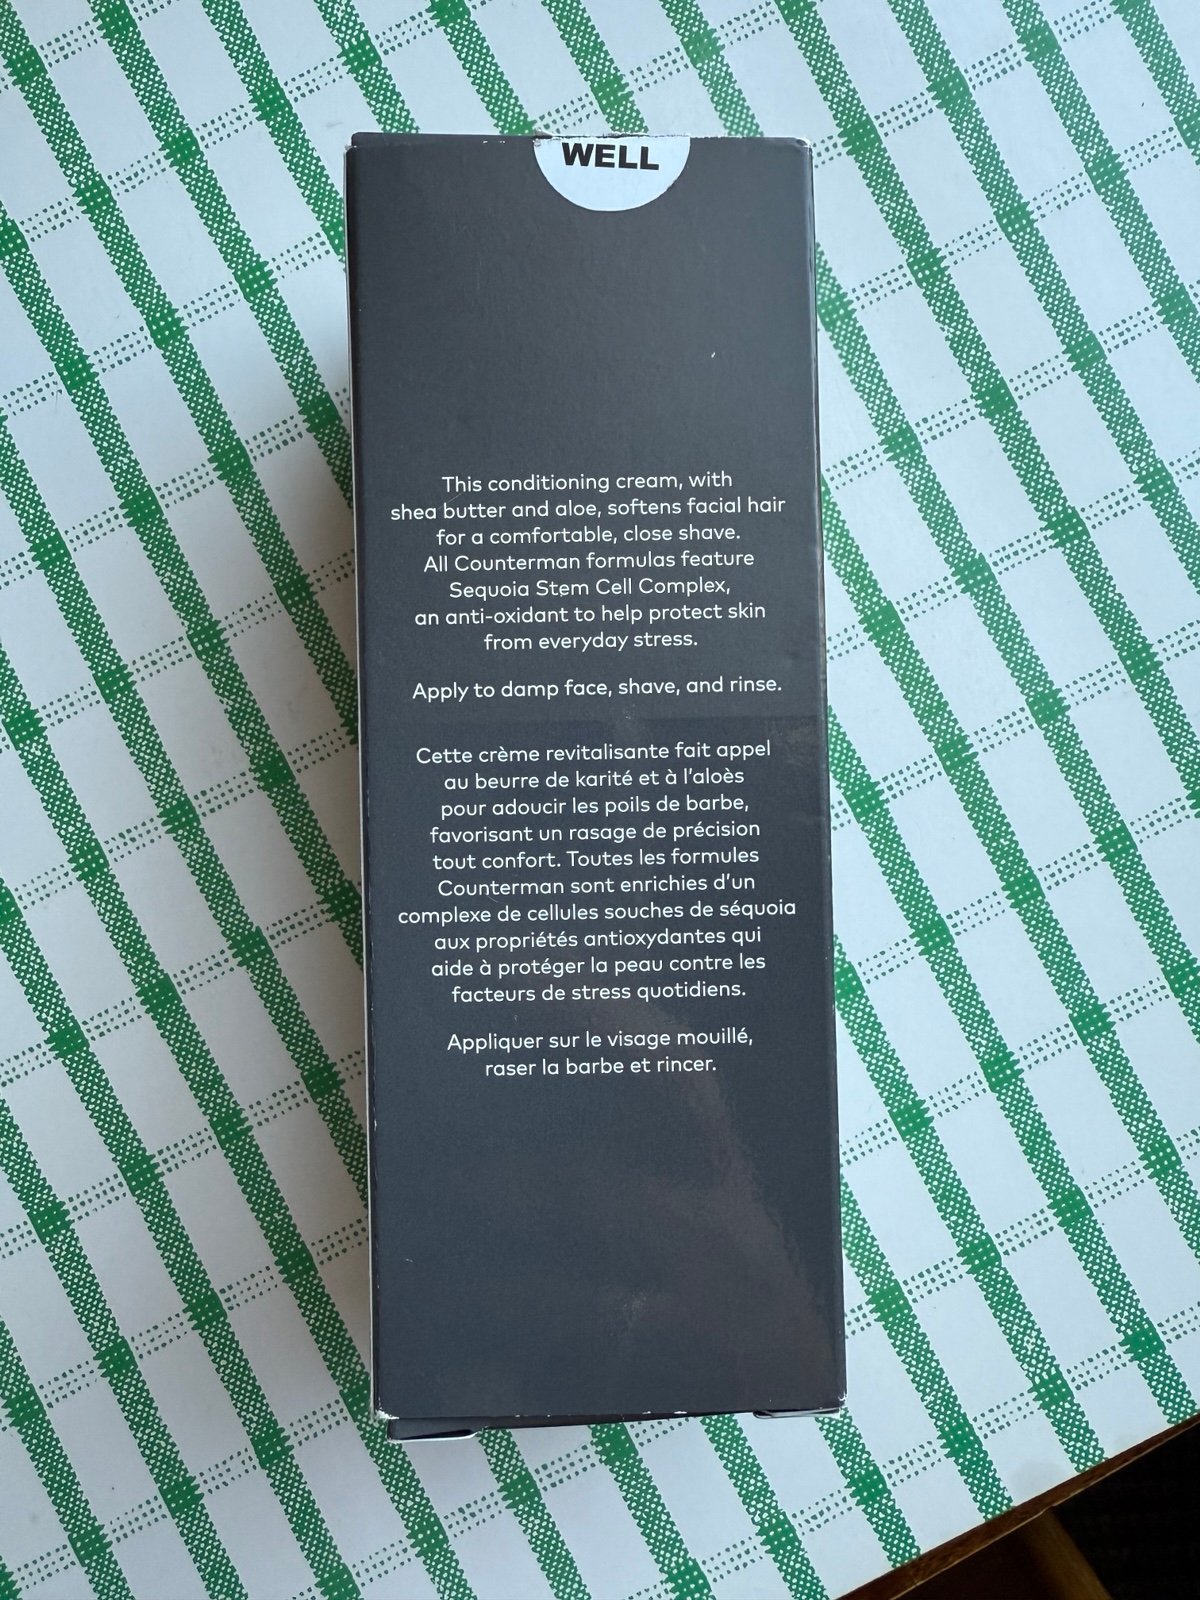 WELL
This conditioning cream, with
shea butter and aloe, softens facial hair
for a comfortable, close shave.
All Counterman formulas feature
Sequoia Stem Cell Complex,
an anti-oxidant to help protect skin
from everyday stress.
Apply to damp face, shave, and rinse.
Cette crème revitalisante fait appel
au beurre de karité et à l'aloès
pour adoucir les poils de barbe,
favorisant un rasage de précision
tout confort. Toutes les formules
Counterman sont enrichies d'un
complexe de cellules souches de séquoia
aux propriétés antioxydantes qui
aide à protéger la peau contre les
facteurs de stress quotidiens.
Appliquer sur le visage mouillé,
raser la barbe et rincer.